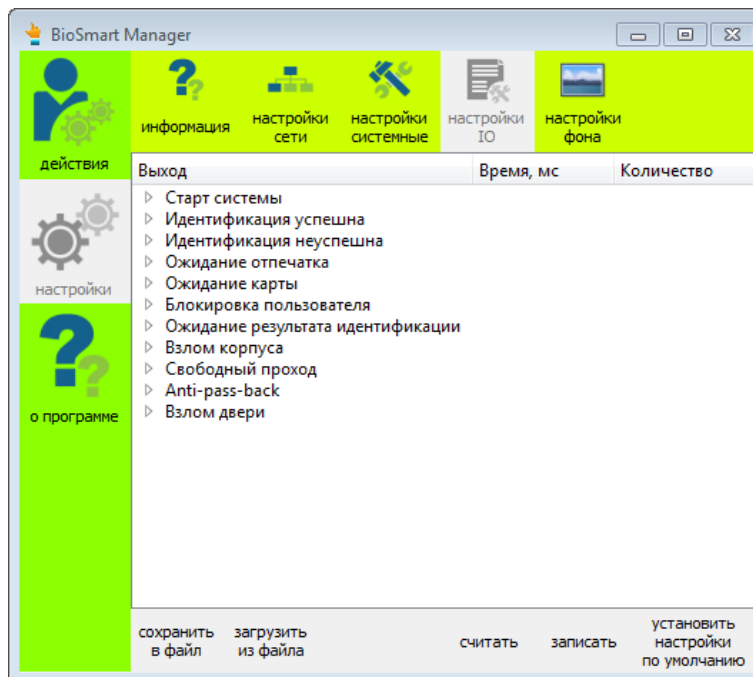 BioSmart Manager
действия
настройки
о программе
информация
настройки
сети
настройки
системные
настройки
IO
настройки
фона
Выход Время, мс Количество
Старт системы
Идентификация успешна
Идентификация неуспешна
Ожидание отпечатка
Ожидание карты
Блокировка пользователя
Ожидание результата идентификации
Взлом корпуса
Свободный проход
Anti-pass-back
Взлом двери
сохранить
в файл
загрузить
из файла
считать
записать
установить
настройки
по умолчанию